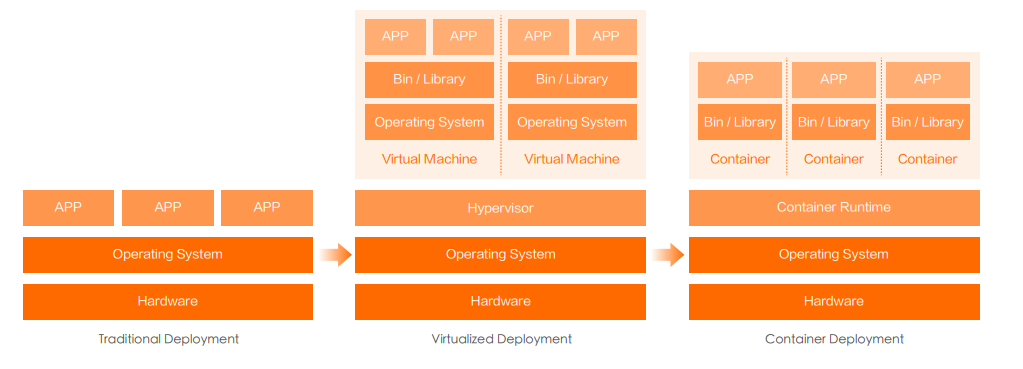 APP APP APP
Operating System
Hardware
Traditional Deployment
APP APP APP APP
Bin / Library Bin / Library
Operating System Operating System
Virtual Machine Virtual Machine
Hypervisor
Operating System
Hardware
Virtualized Deployment
APP APP APP
Bin / Library Bin / Library Bin / Library
Container Container Container
Container Runtime
Operating System
Hardware
Container Deployment